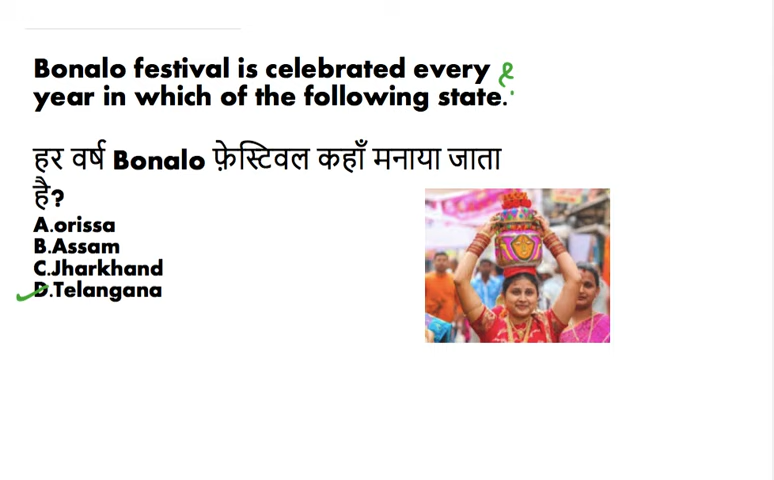 Bonalo festival is celebrated every
year in which of the following state.
हर वर्ष Bonalo फ़ेस्टिवल कहाँ मनाया जाता
है?
A.orissa
B.Assam
C.Jharkhand
D.Telangana